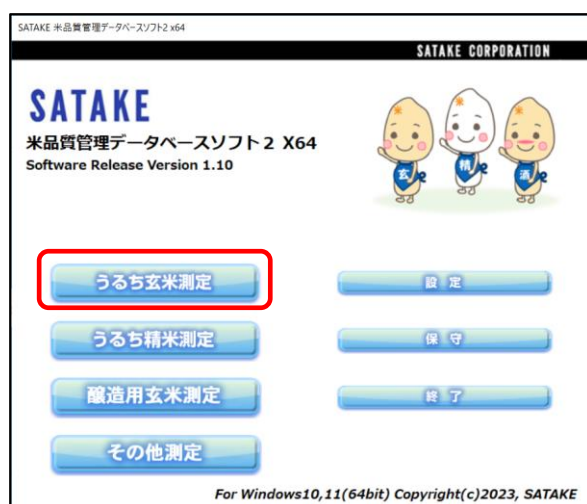 SATAKE 米品質管理データベースソフト2 x64
SATAKE CORPORATION
SATAKE
米品質管理データベースソフト２ X64
Software Release Version 1.10
玄
精
酒
うるち玄米測定
設 定
うるち精米測定
保 守
醸造用玄米測定
終 了
その他測定
For Windows10,11(64bit) Copyright(c)2023, SATAKE